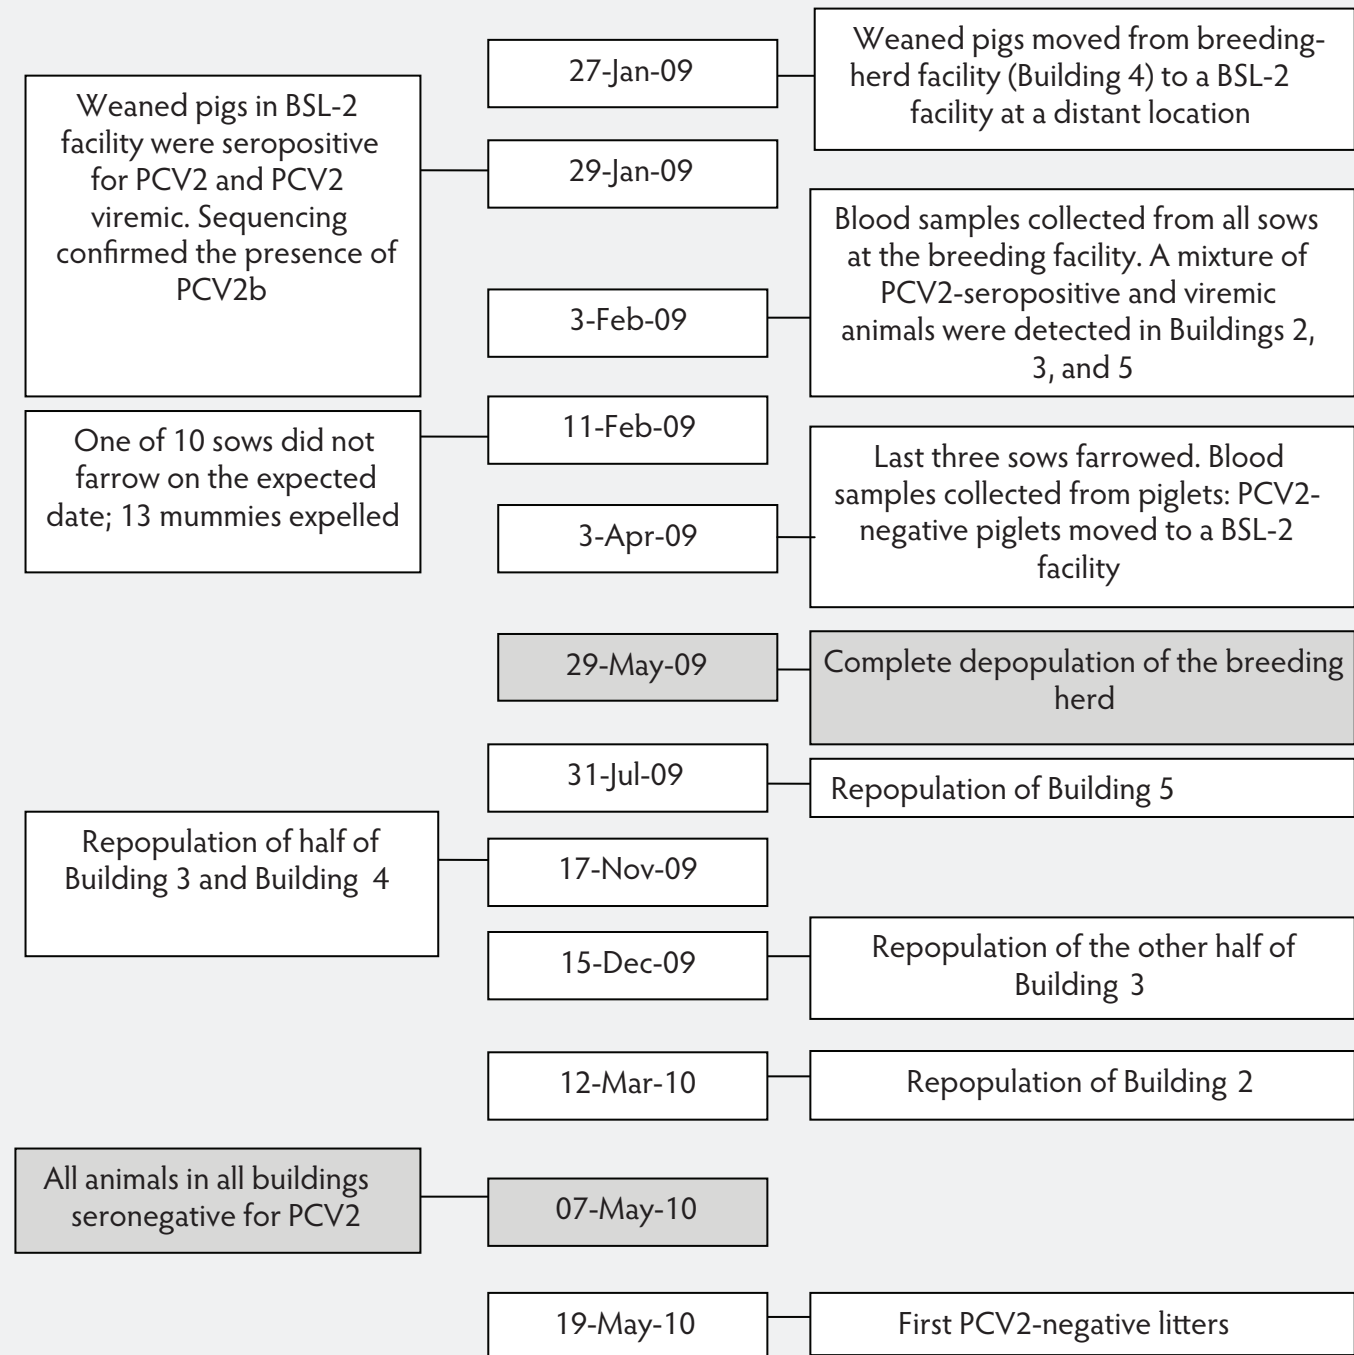 27-Jan-09
Weaned pigs moved from breeding-
herd facility (Building 4) to a BSL-2
facility at a distant location
Weaned pigs in BSL-2
facility were seropositive
for PCV2 and PCV2
viremic. Sequencing
confirmed the presence of
PCV2b
29-Jan-09
3-Feb-09
Blood samples collected from all sows
at the breeding facility. A mixture of
PCV2-seropositive and viremic
animals were detected in Buildings 2,
3, and 5
One of 10 sows did not
farrow on the expected
date; 13 mummies expelled
11-Feb-09
3-Apr-09
Last three sows farrowed. Blood
samples collected from piglets: PCV2-
negative piglets moved to a BSL-2
facility
29-May-09
Complete depopulation of the breeding
herd
31-Jul-09
Repopulation of Building 5
Repopulation of half of
Building 3 and Building 4
17-Nov-09
15-Dec-09
Repopulation of the other half of
Building 3
12-Mar-10
Repopulation of Building 2
All animals in all buildings
seronegative for PCV2
07-May-10
19-May-10
First PCV2-negative litters